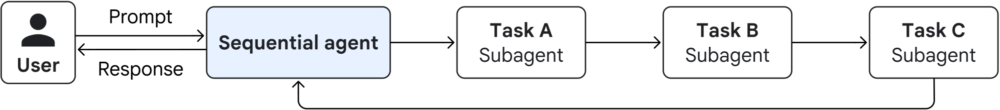 Prompt
Response
User
Sequential agent
Task A
Subagent
Task B
Subagent
Task C
Subagent